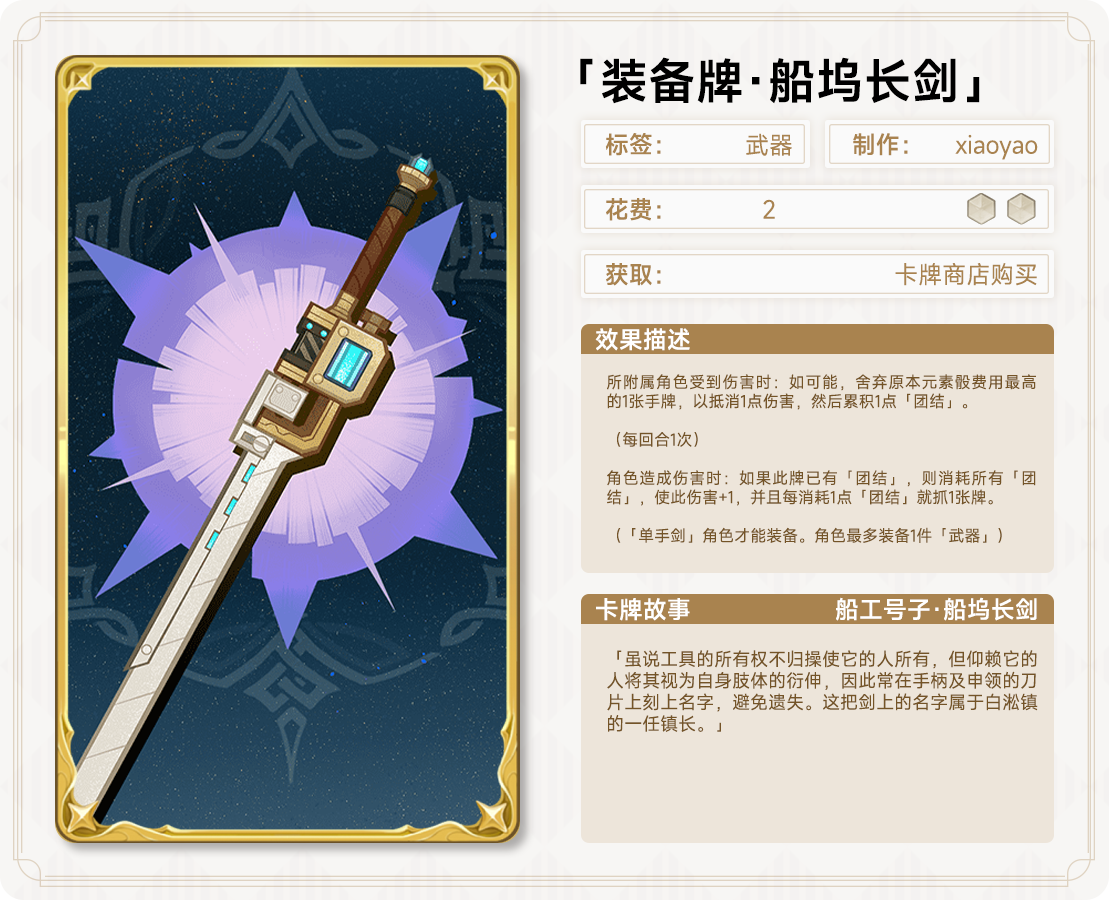 「装备牌·船坞长剑」
标签： 武器
制作： xiaoyao
花费： 2
获取： 卡牌商店购买
效果描述
所附属角色受到伤害时：如可能，舍弃原本元素骰费用最高
的1张手牌，以抵消1点伤害，然后累积1点「团结」。
（每回合1次）
角色造成伤害时：如果此牌已有「团结」，则消耗所有「团
结」，使此伤害+1，并且每消耗1点「团结」就抓1张牌。
（「单手剑」角色才能装备。角色最多装备1件「武器」）
卡牌故事 船工号子·船坞长剑
「虽说工具的所有权不归操使它的人所有，但仰赖它的
人将其视为自身肢体的衍伸，因此常在手柄及申领的刀
片上刻上名字，避免遗失。这把剑上的名字属于白淞镇
的一任镇长。」